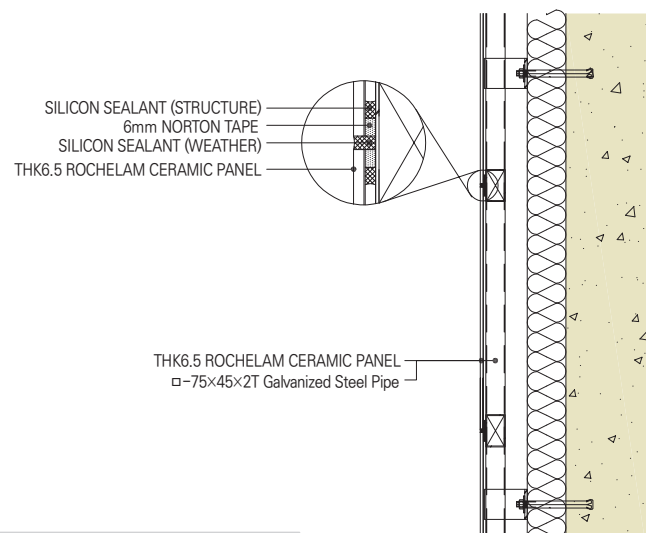 SILICON SEALANT (STRUCTURE)
6mm NORTON TAPE
SILICON SEALANT (WEATHER)
THK6.5 ROCHELAM CERAMIC PANEL
THK6.5 ROCHELAM CERAMIC PANEL
□-75×45×2T Galvanized Steel Pipe